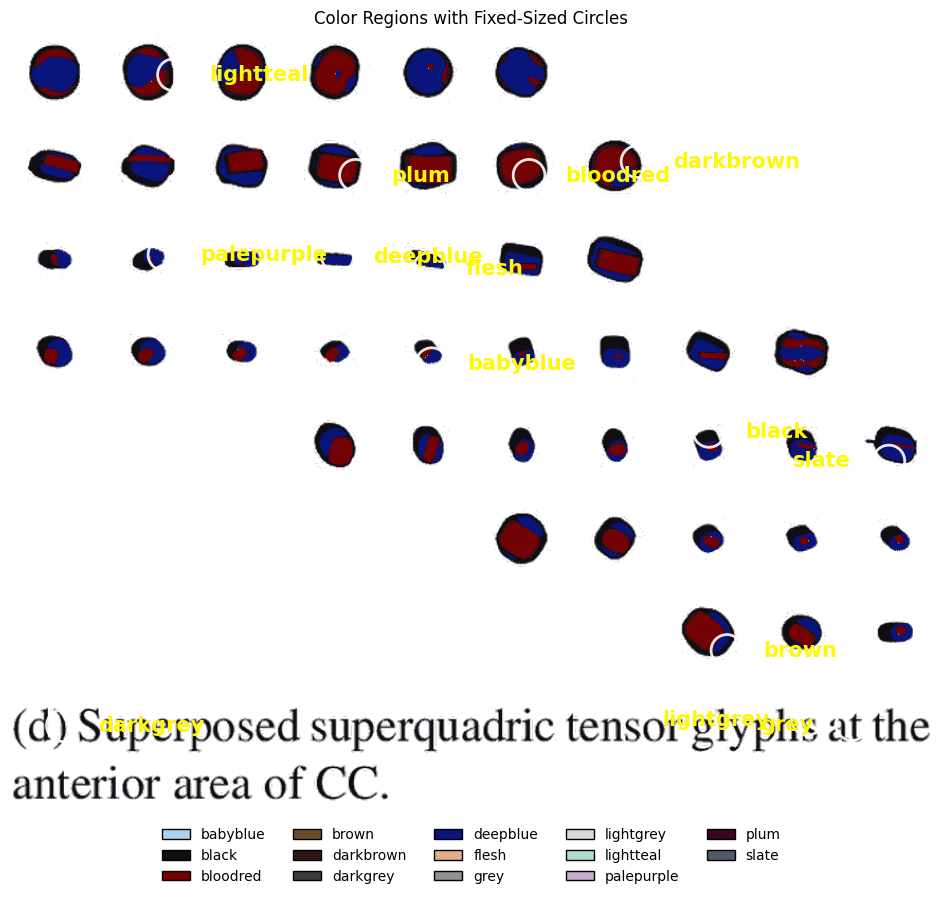 Color Regions with Fixed-Sized Circles
lightteal
darkbrown
plum
bloodred
palepurple
deepblue
flesh
babyblue
black
slate
brown
darkgrey
lightgrey
grey
(d) Superposed superquadric tensor glyphs at the
anterior area of CC.
babyblue brown deepblue lightgrey plum
black darkbrown flesh lightteal slate
bloodred darkgrey grey palepurple